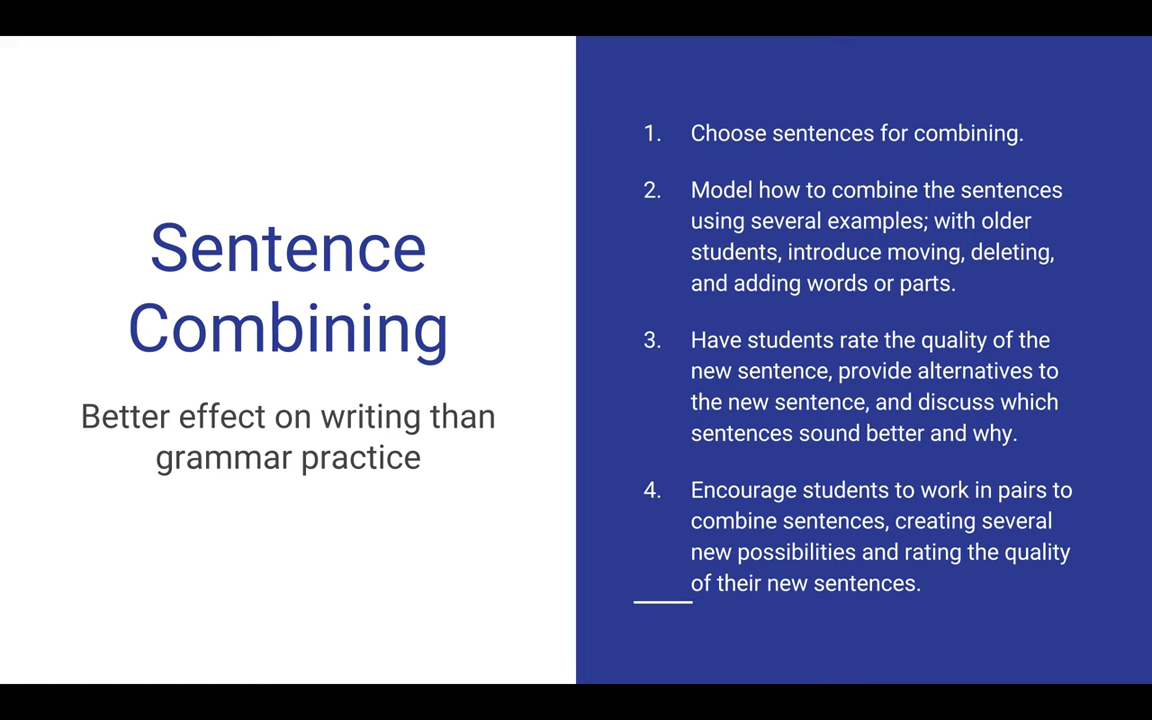 Sentence
Combining
Better effect on writing than
grammar practice
1. Choose sentences for combining.
2. Model how to combine the sentences
using several examples; with older
students, introduce moving, deleting,
and adding words or parts.
3. Have students rate the quality of the
new sentence, provide alternatives to
the new sentence, and discuss which
sentences sound better and why.
4. Encourage students to work in pairs to
combine sentences, creating several
new possibilities and rating the quality
of their new sentences.